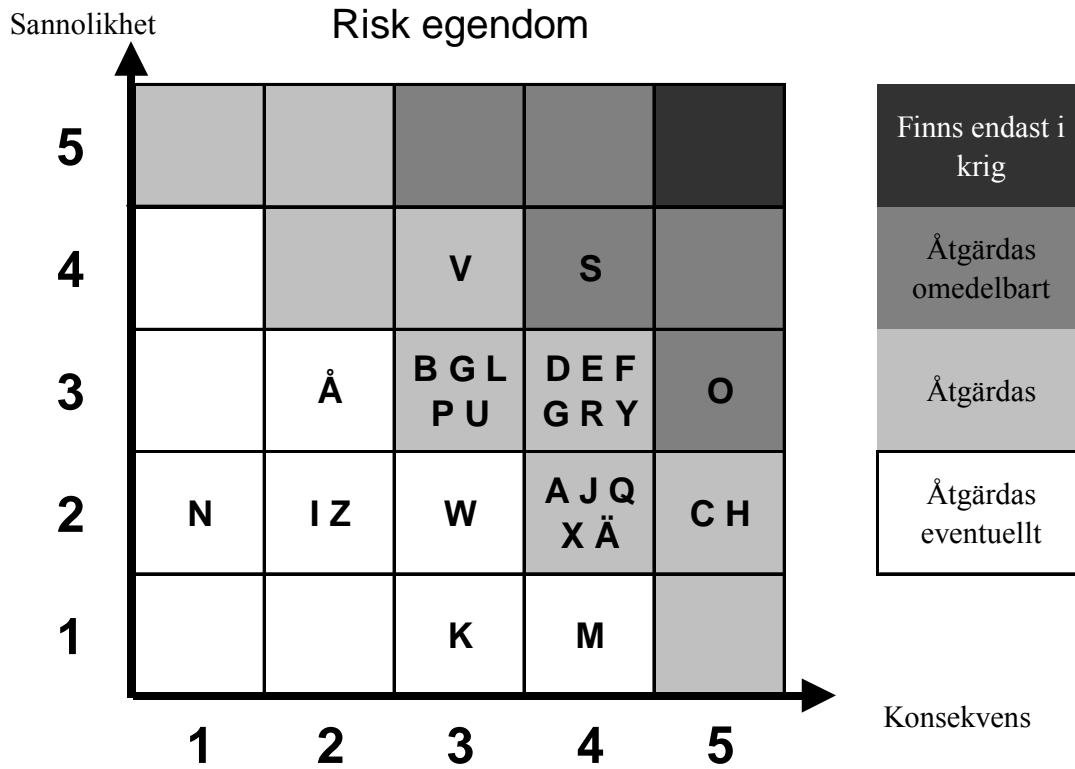 Sannolikhet
Risk egendom
5
4
V
S
3
Å
B G L
P U
D E F
G R Y
O
2
N
I Z
W
A J Q
X Ä
C H
1
K
M
1
2
3
4
5
Konsekvens
Finns endast i
krig
Åtgärdas
omedelbart
Åtgärdas
Åtgärdas
eventuellt